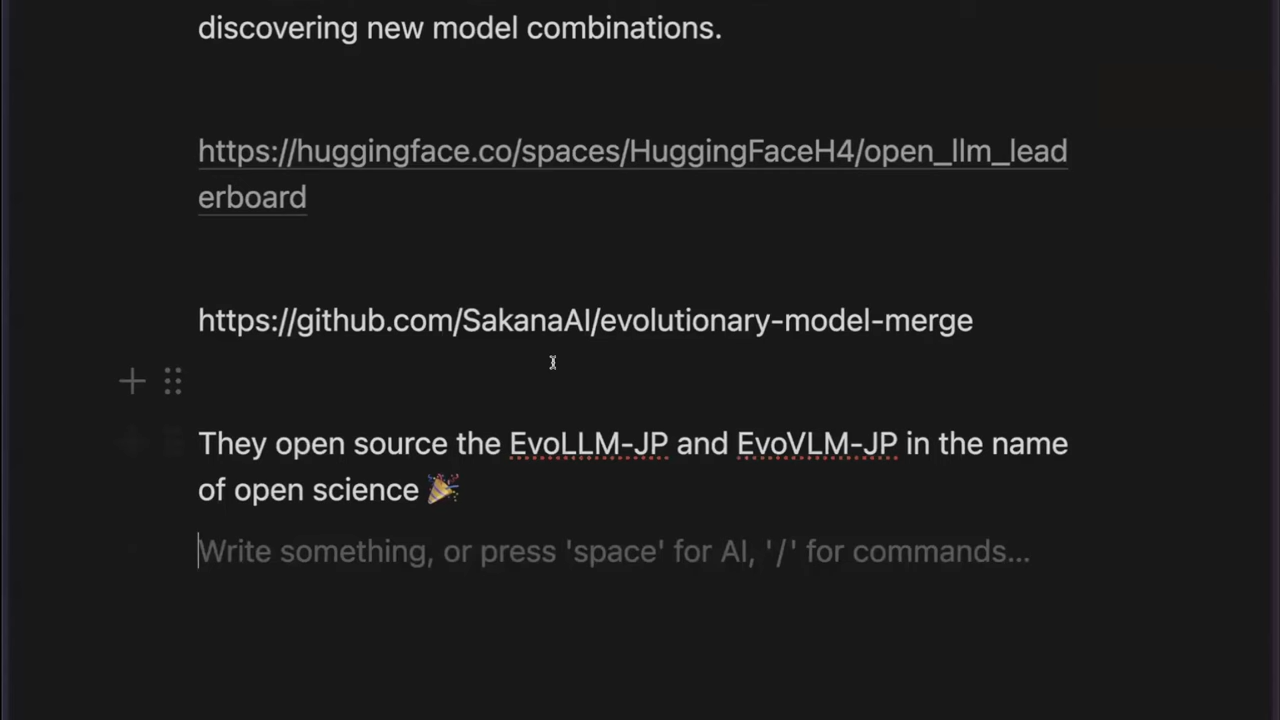 discovering new model combinations.
https://huggingface.co/spaces/HuggingFaceH4/open_llm_lead
erboard
https://github.com/SakanaAI/evolutionary-model-merge
They open source the EvoLLM-JP and EvoVLM-JP in the name
of open science 🎉
Write something, or press 'space' for AI, '/' for commands...